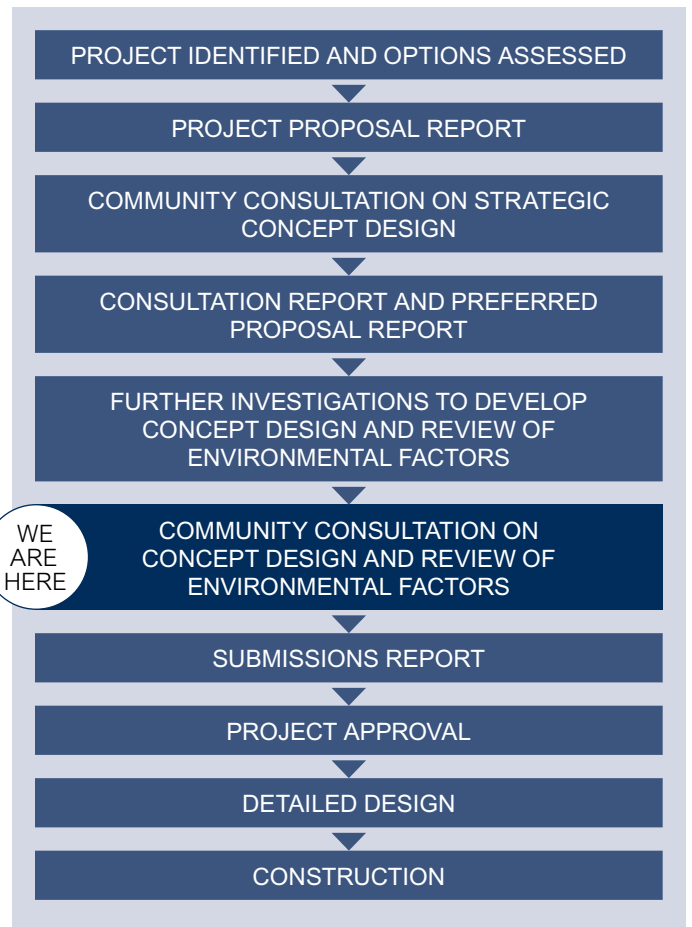 PROJECT IDENTIFIED AND OPTIONS ASSESSED
PROJECT PROPOSAL REPORT
COMMUNITY CONSULTATION ON STRATEGIC
CONCEPT DESIGN
CONSULTATION REPORT AND PREFERRED
PROPOSAL REPORT
FURTHER INVESTIGATIONS TO DEVELOP
CONCEPT DESIGN AND REVIEW OF
ENVIRONMENTAL FACTORS
WE
ARE
HERE
COMMUNITY CONSULTATION ON
CONCEPT DESIGN AND REVIEW OF
ENVIRONMENTAL FACTORS
SUBMISSIONS REPORT
PROJECT APPROVAL
DETAILED DESIGN
CONSTRUCTION